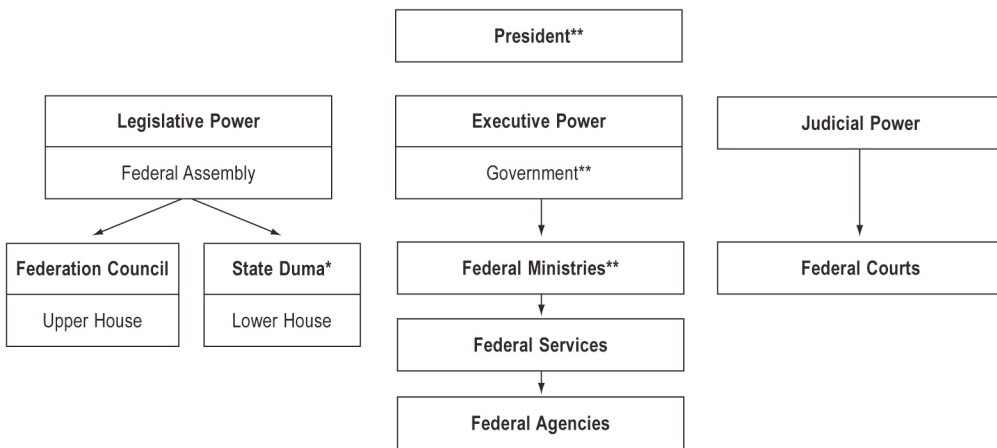 President**
Legislative Power
Federal Assembly
Executive Power
Government**
Judicial Power
Federation Council
Upper House
State Duma*
Lower House
Federal Ministries**
Federal Courts
Federal Services
Federal Agencies